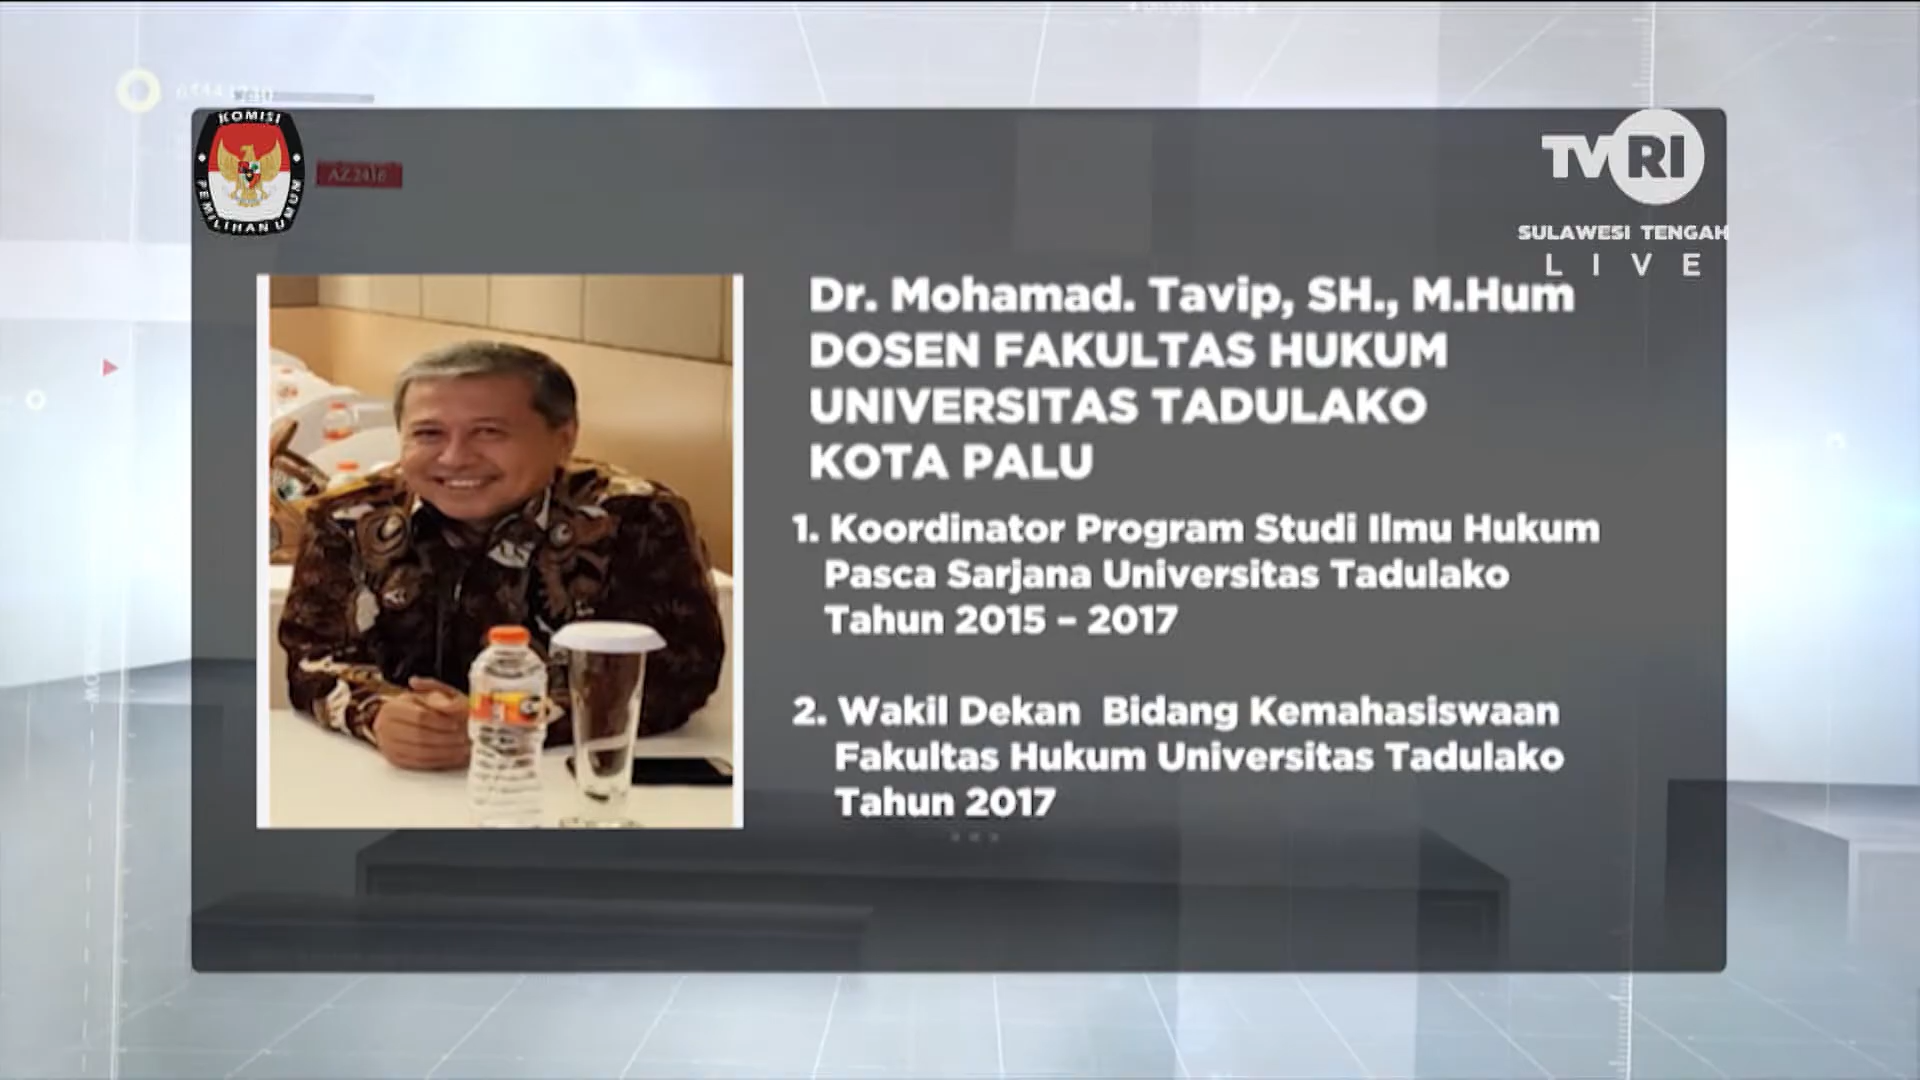 KOMISI
PEMILIHAN UMUM
AZ2416
TVRI
SULAWESI TENGAH
LIVE
Dr. Mohamad. Tavip, SH., M.Hum
DOSEN FAKULTAS HUKUM
UNIVERSITAS TADULAKO
KOTA PALU
1. Koordinator Program Studi Ilmu Hukum
Pasca Sarjana Universitas Tadulako
Tahun 2015 – 2017
2. Wakil Dekan Bidang Kemahasiswaan
Fakultas Hukum Universitas Tadulako
Tahun 2017